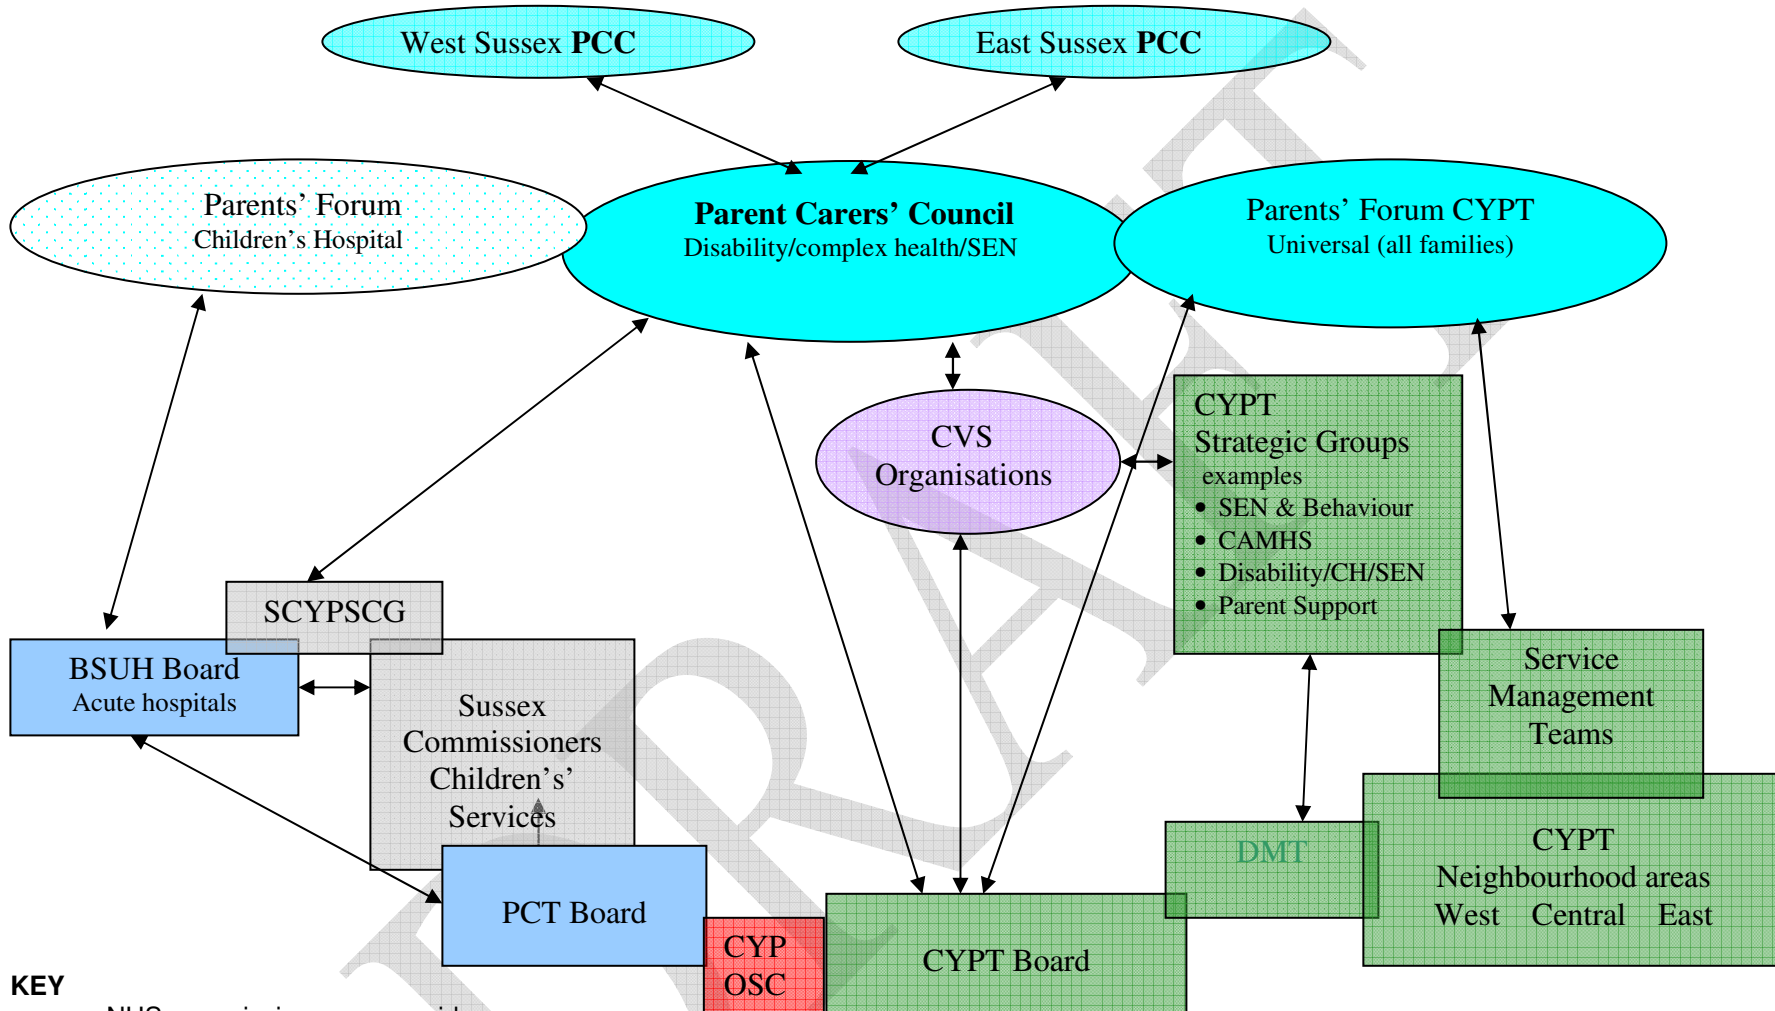 West Sussex PCC
East Sussex PCC
Parents’ Forum
Children’s Hospital
Parent Carers’ Council
Disability/complex health/SEN
Parents’ Forum CYPT
Universal (all families)
CVS
Organisations
CYPT
Strategic Groups
examples
• SEN & Behaviour
• CAMHS
• Disability/CH/SEN
• Parent Support
SCYPSCG
BSUH Board
Acute hospitals
Sussex
Commissioners
Children’s’
Services
Service
Management
Teams
DMT
CYPT
Neighbourhood areas
West Central East
PCT Board
CYP
OSC
CYPT Board
KEY
DRAFT